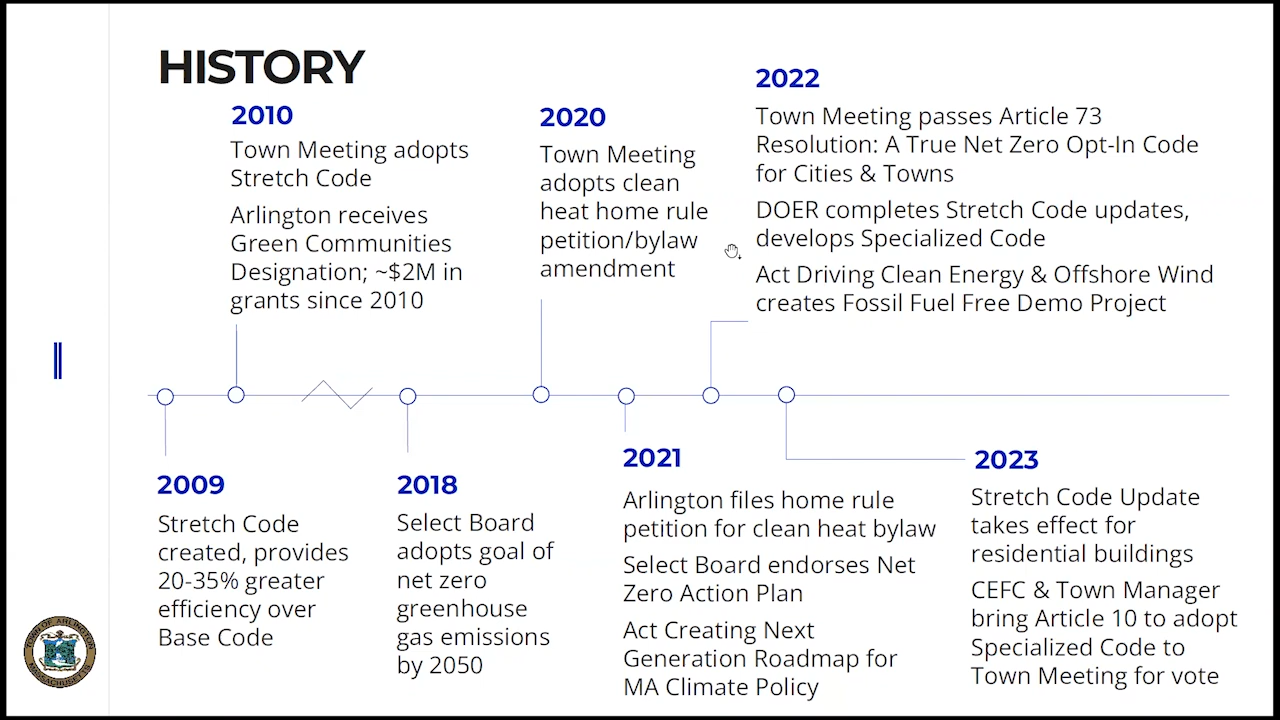 HISTORY
2010
Town Meeting adopts
Stretch Code
Arlington receives
Green Communities
Designation; ~$2M in
grants since 2010
2020
Town Meeting
adopts clean
heat home rule
petition/bylaw
amendment
2022
Town Meeting passes Article 73
Resolution: A True Net Zero Opt-In Code
for Cities & Towns
DOER completes Stretch Code updates,
develops Specialized Code
Act Driving Clean Energy & Offshore Wind
creates Fossil Fuel Free Demo Project
2009
Stretch Code
created, provides
20-35% greater
efficiency over
Base Code
2018
Select Board
adopts goal of
net zero
greenhouse
gas emissions
by 2050
2021
Arlington files home rule
petition for clean heat bylaw
Select Board endorses Net
Zero Action Plan
Act Creating Next
Generation Roadmap for
MA Climate Policy
2023
Stretch Code Update
takes effect for
residential buildings
CEFC & Town Manager
bring Article 10 to adopt
Specialized Code to
Town Meeting for vote
TOWN OF ARLINGTON
MASSACHUSETTS